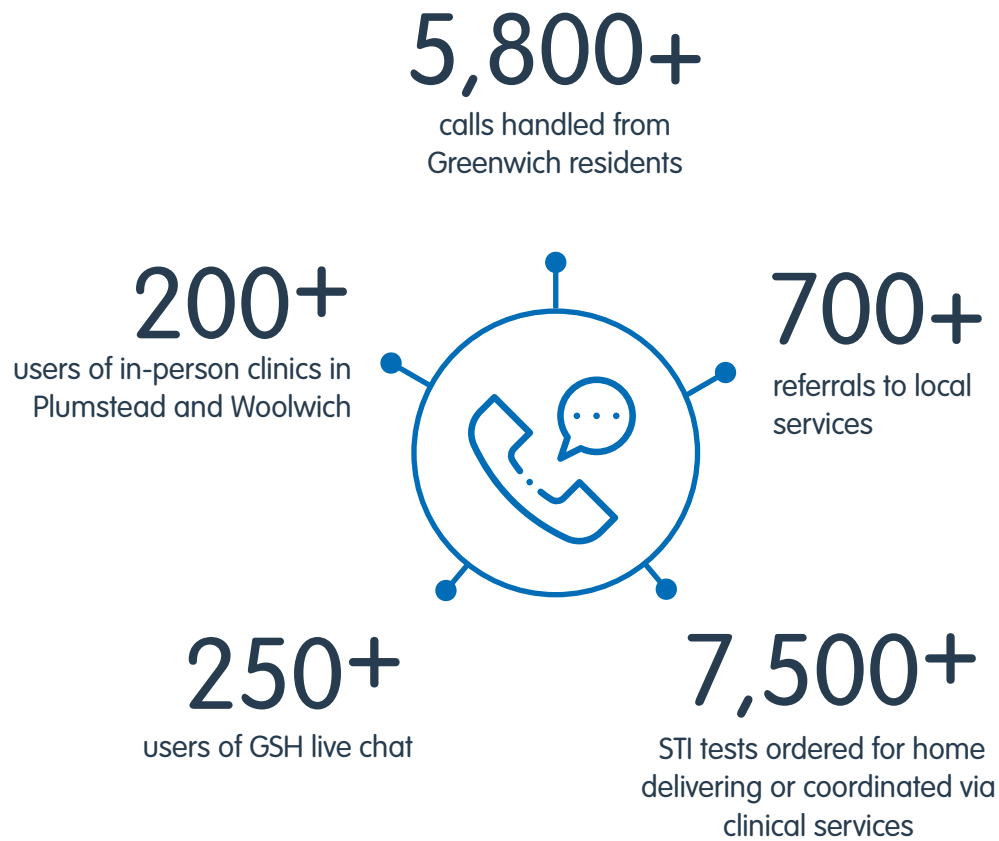 5,800+
calls handled from
Greenwich residents
200+
users of in-person clinics in
Plumstead and Woolwich
700+
referrals to local
services
250+
users of GSH live chat
7,500+
STI tests ordered for home
delivering or coordinated via
clinical services